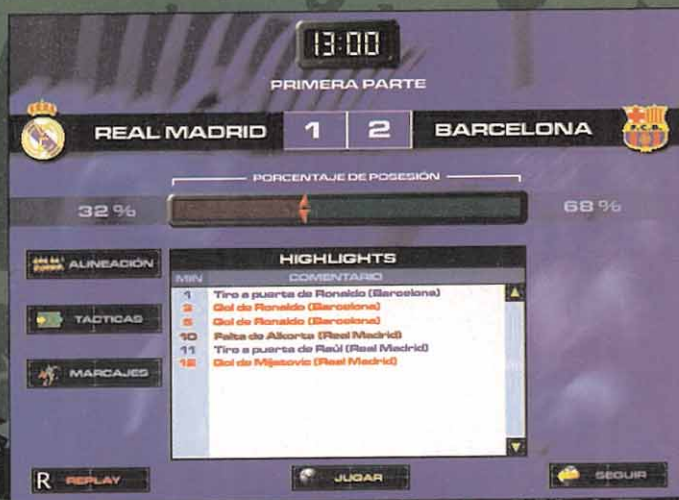 13:00
PRIMERA PARTE
REAL MADRID 1 2 BARCELONA F.C.B.
PORCENTAJE DE POSESIÓN
32 % 68 %
ALINEACIÓN
TACTICAS
MARCAJES
HIGHLIGHTS
MIN COMENTARIO
1 Tiro a puerta de Ronaldo (Barcelona)
3 Gol de Ronaldo (Barcelona)
5 Gol de Ronaldo (Barcelona)
10 Falta de Alkorta (Real Madrid)
11 Tiro a puerta de Raúl (Real Madrid)
12 Gol de Mijatovic (Real Madrid)
R REPLAY JUGAR SEGUIR